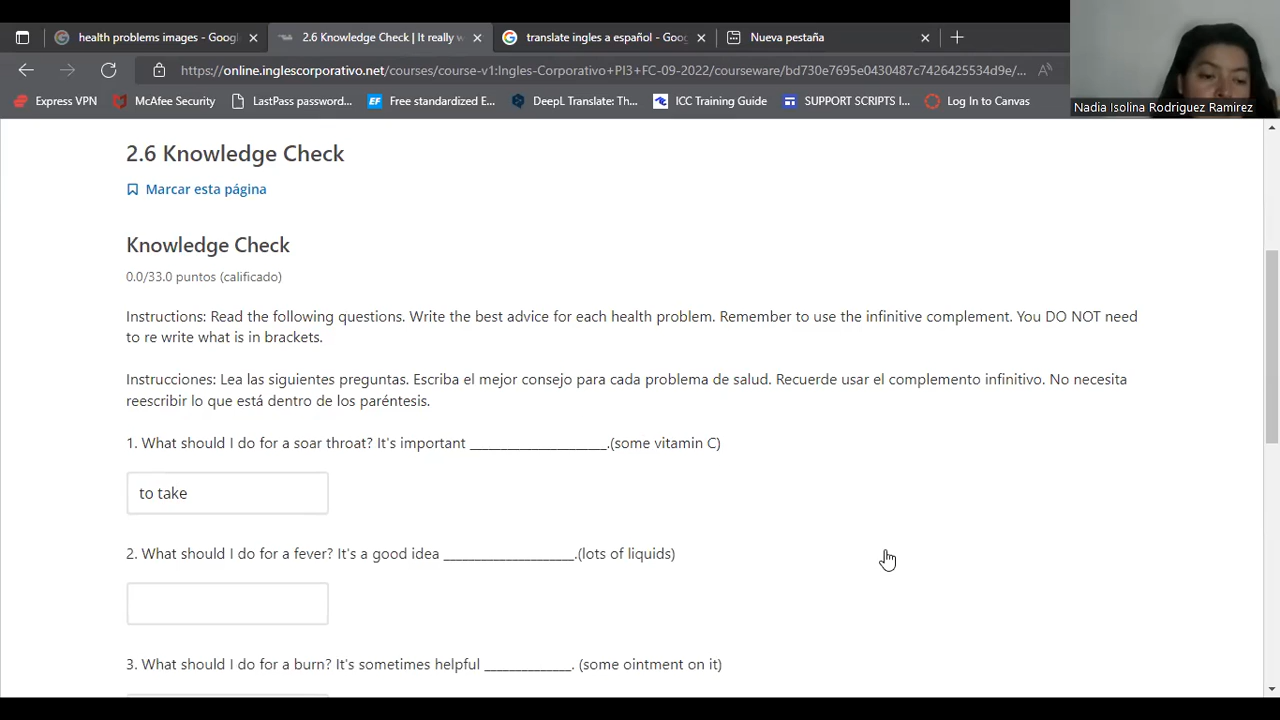 health problems images - Googl
2.6 Knowledge Check | It really w
translate ingles a español - Goog
Nueva pestaña
https://online.inglescorporativo.net/courses/course-v1:Ingles-Corporativo+PI3+FC-09-2022/courseware/bd730e7695e0430487c7426425534d9e/...
Express VPN
McAfee Security
LastPass password...
Free standardized E...
DeepL Translate: Th...
ICC Training Guide
SUPPORT SCRIPTS I...
Log In to Canvas
Nadia Isolina Rodriguez Ramirez
2.6 Knowledge Check
Marcar esta página
Knowledge Check
0.0/33.0 puntos (calificado)
Instructions: Read the following questions. Write the best advice for each health problem. Remember to use the infinitive complement. You DO NOT need
to re write what is in brackets.
Instrucciones: Lea las siguientes preguntas. Escriba el mejor consejo para cada problema de salud. Recuerde usar el complemento infinitivo. No necesita
reescribir lo que está dentro de los paréntesis.
1. What should I do for a soar throat? It's important ____________________.(some vitamin C)
to take
2. What should I do for a fever? It's a good idea ___________________.(lots of liquids)
3. What should I do for a burn? It's sometimes helpful _____________. (some ointment on it)